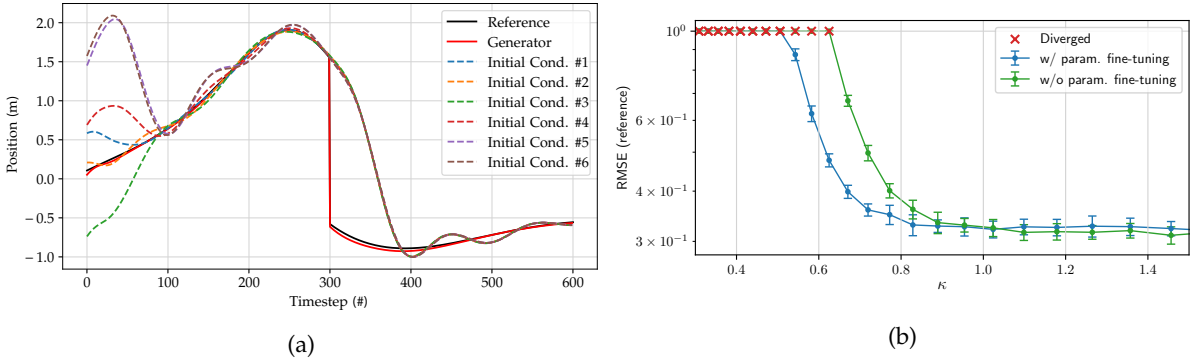 Position (m)
2.0
1.5
1.0
0.5
0.0
−0.5
−1.0
0
100
200
300
400
500
600
Timestep (#)
Reference
Generator
Initial Cond. #1
Initial Cond. #2
Initial Cond. #3
Initial Cond. #4
Initial Cond. #5
Initial Cond. #6
(a)
RMSE (reference)
10⁰
6 × 10⁻¹
4 × 10⁻¹
3 × 10⁻¹
0.4
0.6
0.8
1.0
1.2
1.4
κ
Diverged
w/ param. fine-tuning
w/o param. fine-tuning
(b)